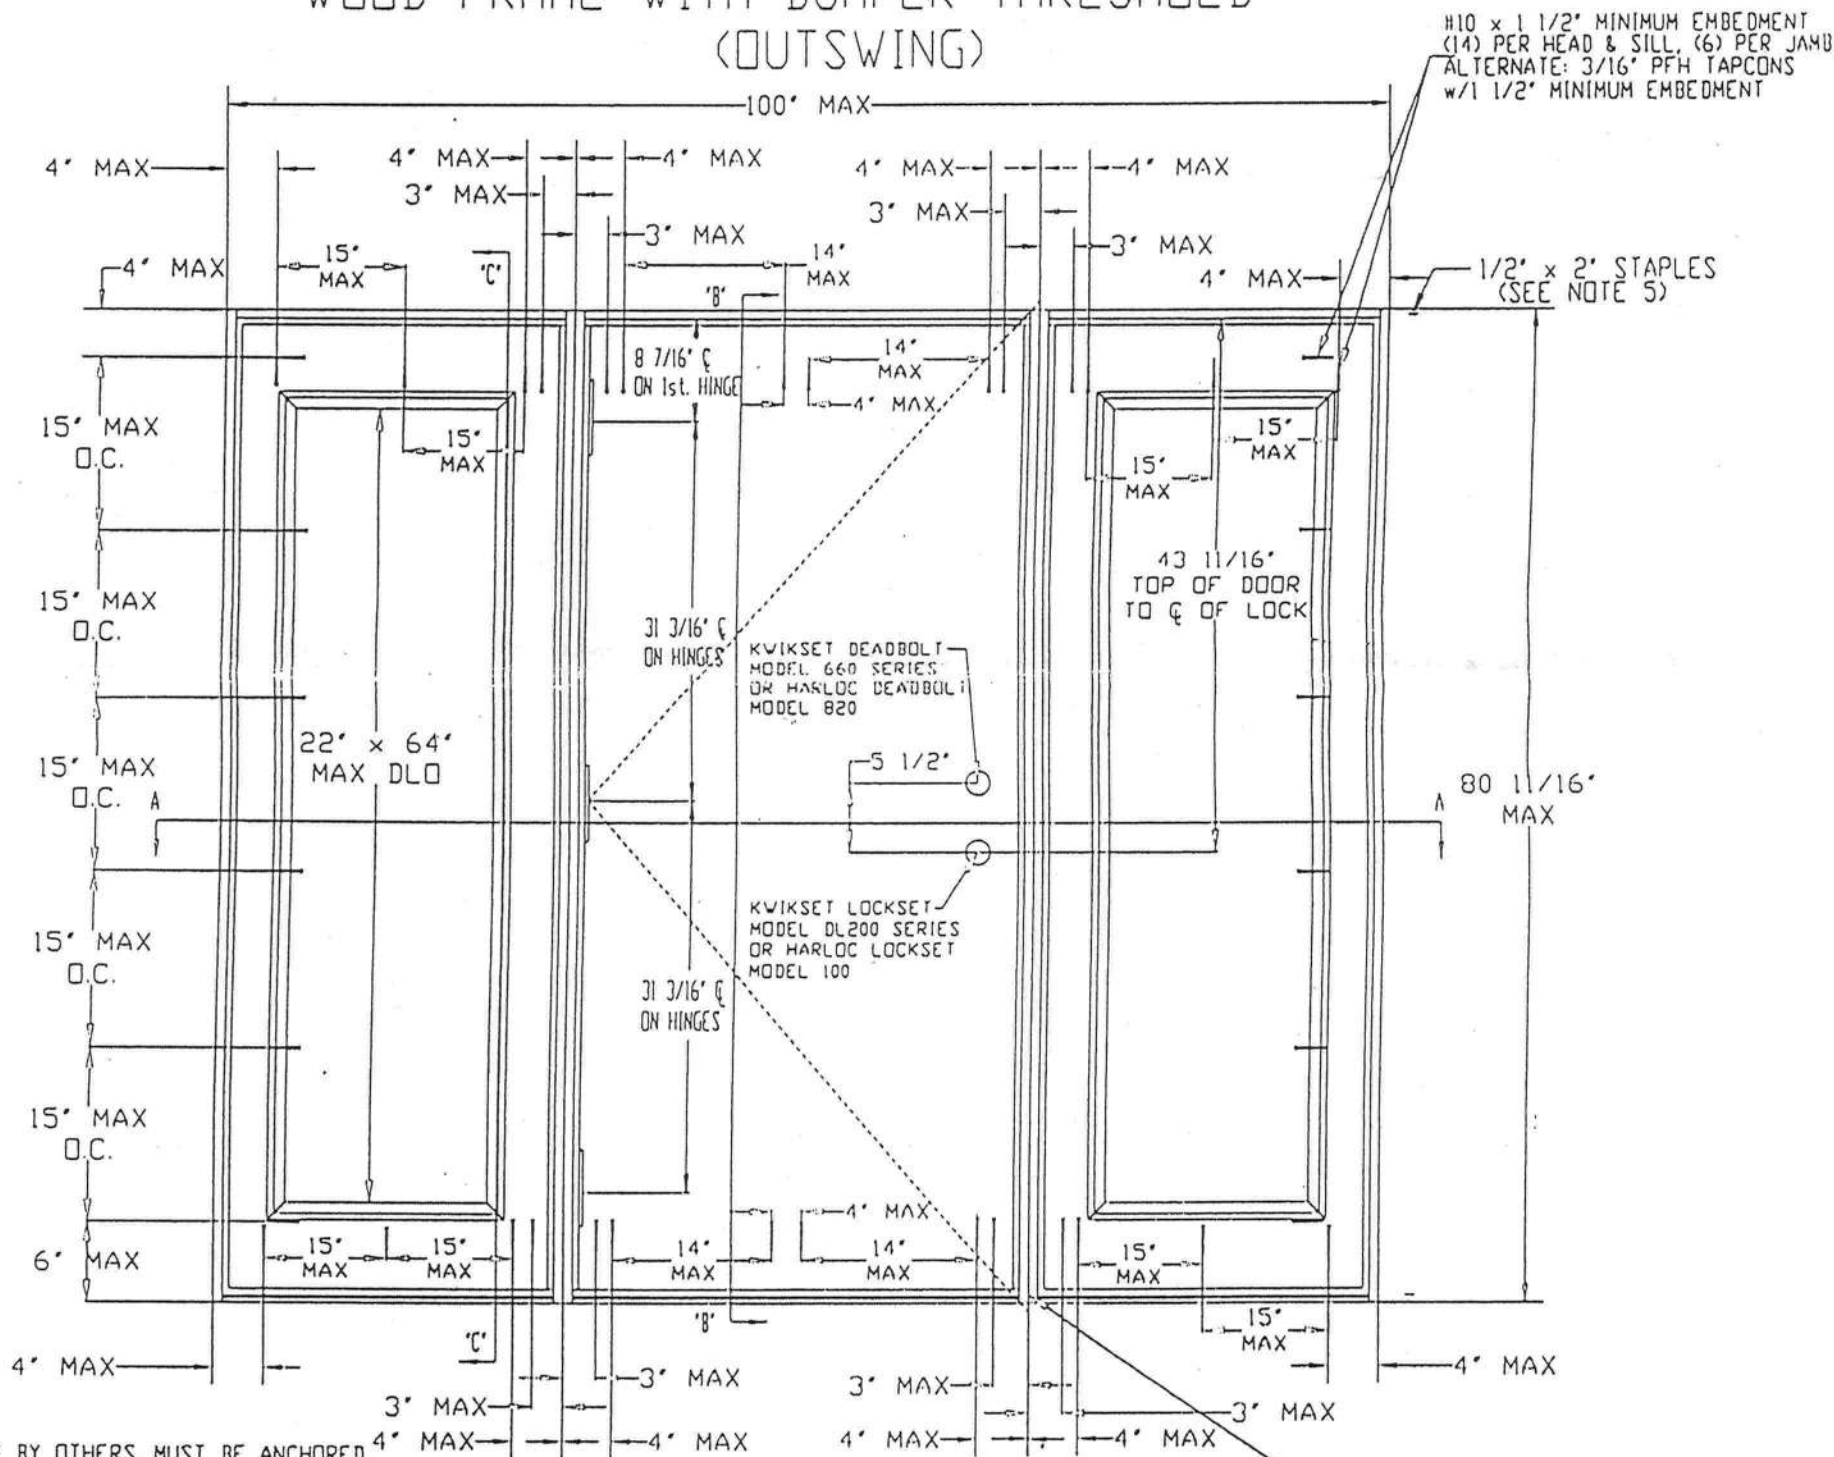 WOOD FRAME WITH BUMPER THRESHOLD
(OUTSWING)
#10 x 1 1/2" MINIMUM EMBEDMENT
(14) PER HEAD & SILL, (6) PER JAMB
ALTERNATE: 3/16" PFH TAPCONS
w/1 1/2" MINIMUM EMBEDMENT
100" MAX
4" MAX
4" MAX
4" MAX
4" MAX
4" MAX
3" MAX
3" MAX
3" MAX
3" MAX
4" MAX
15"
MAX
"C"
14"
MAX
4" MAX
1/2" x 2" STAPLES
(SEE NOTE 5)
"B"
8 7/16" ℄
ON 1st. HINGE
14"
MAX
4" MAX
15" MAX
O.C.
15"
MAX
15"
MAX
15"
MAX
43 11/16"
TOP OF DOOR
TO ℄ OF LOCK
15" MAX
O.C.
31 3/16" ℄
ON HINGES
KWIKSET DEADBOLT
MODEL 660 SERIES
OR HARLOC DEADBOLT
MODEL 820
22" x 64"
MAX DLO
15" MAX
O.C.
5 1/2"
80 11/16"
MAX
A
A
KWIKSET LOCKSET
MODEL DL200 SERIES
OR HARLOC LOCKSET
MODEL 100
15" MAX
O.C.
31 3/16" ℄
ON HINGES
15" MAX
O.C.
4" MAX
6" MAX
15"
MAX
15"
MAX
14"
MAX
14"
MAX
15"
MAX
"B"
15"
MAX
"C"
4" MAX
3" MAX
3" MAX
4" MAX
3" MAX
3" MAX
BY OTHERS MUST BE ANCHORED
4" MAX
4" MAX
4" MAX
4" MAX